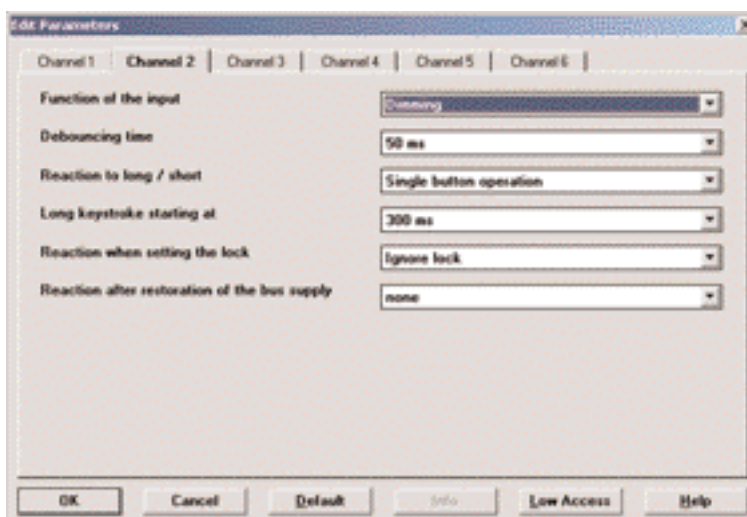 Edit Parameters
Channel 1 Channel 2 Channel 3 Channel 4 Channel 5 Channel 6
Function of the input Dimming
Debouncing time 50 ms
Reaction to long / short Single button operation
Long keystroke starting at 300 ms
Reaction when setting the lock Ignore lock
Reaction after restoration of the bus supply none
OK Cancel Default Info Low Access Help